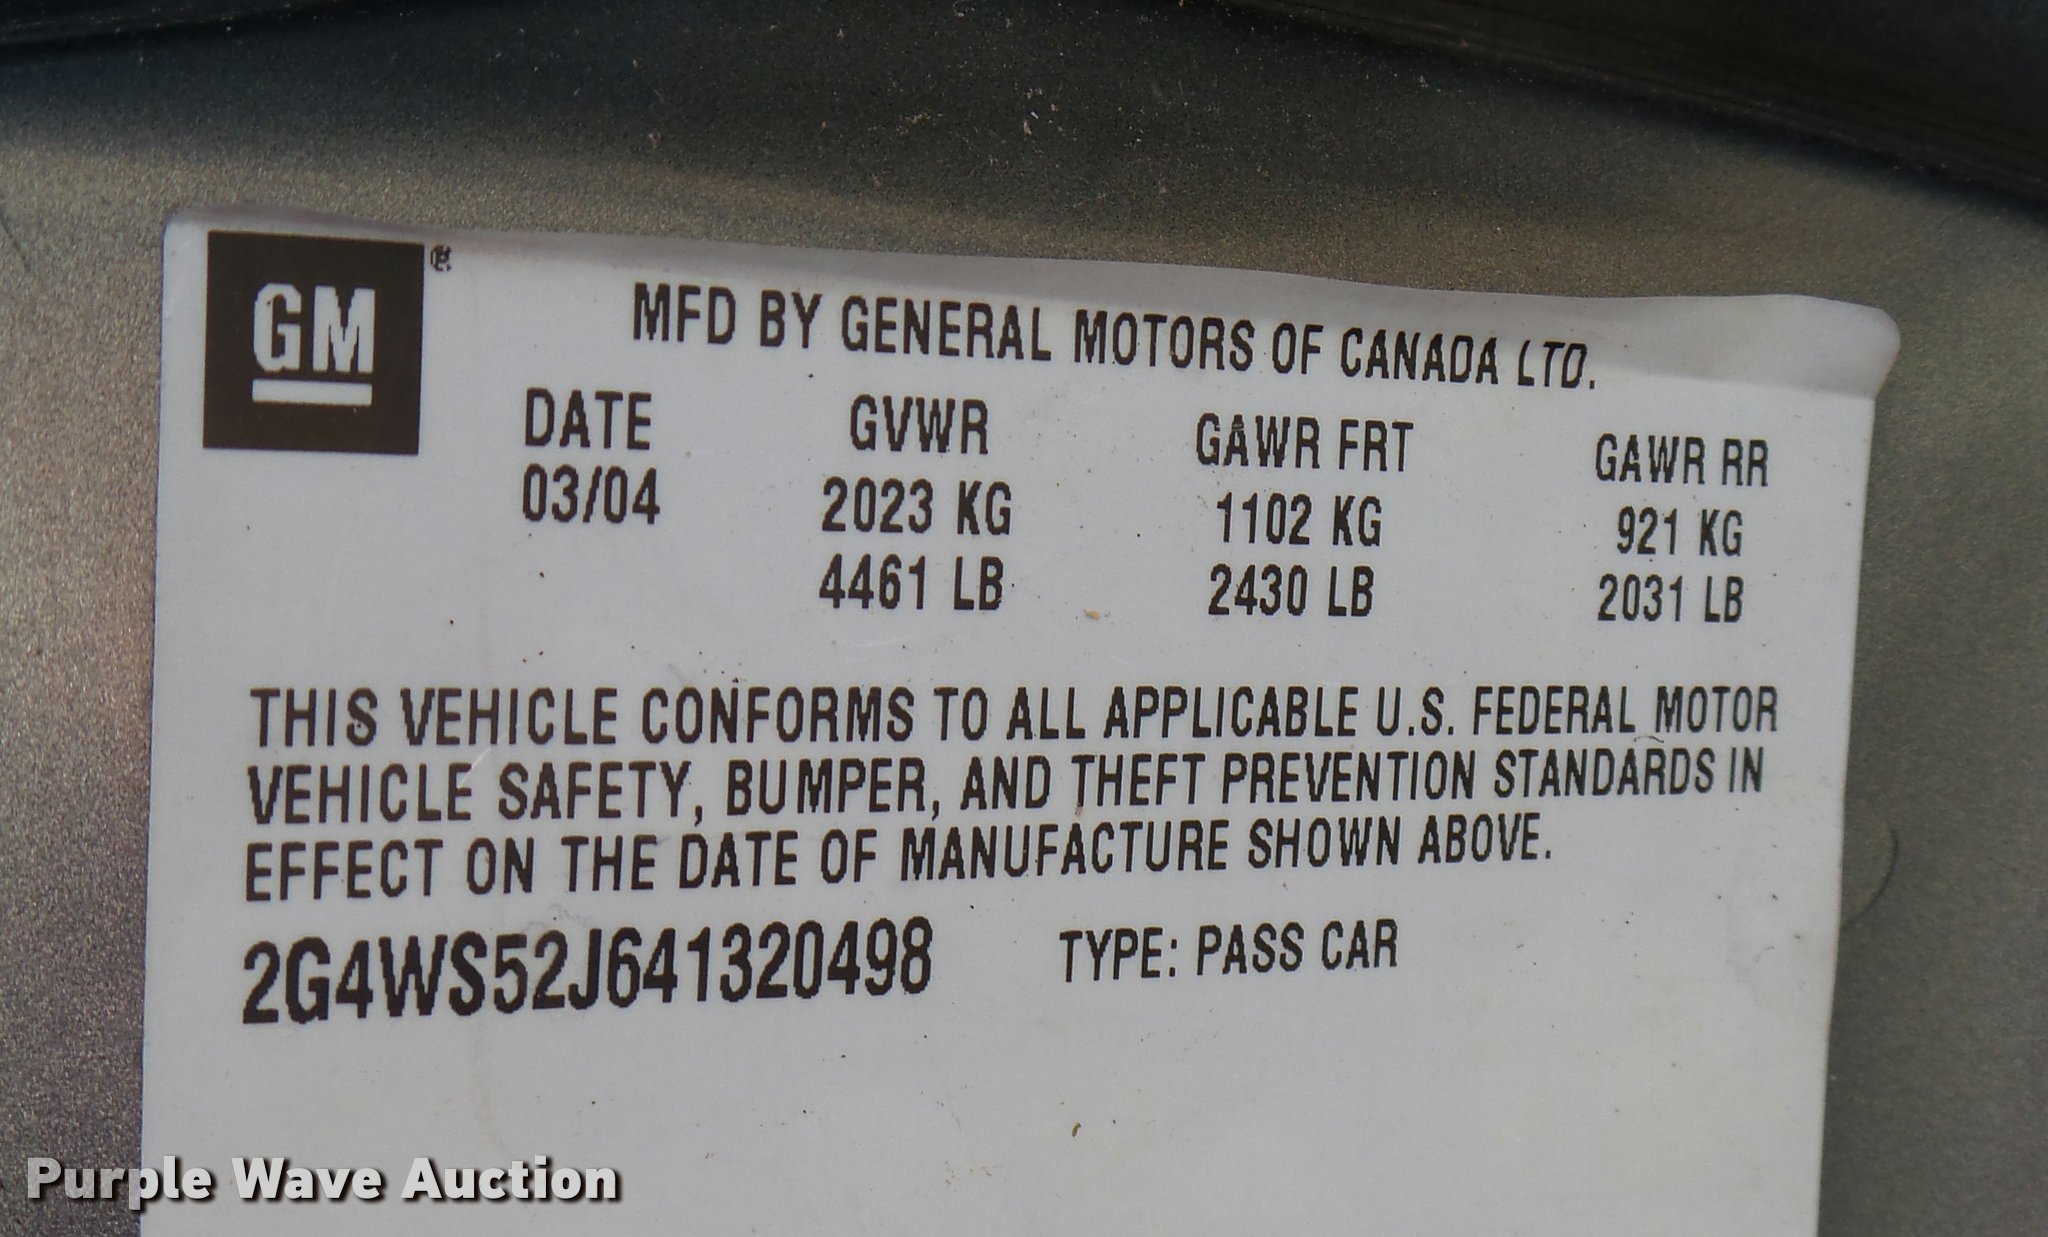 GM ®
MFD BY GENERAL MOTORS OF CANADA LTD.
DATE GVWR GAWR FRT GAWR RR
03/04 2023 KG 1102 KG 921 KG
4461 LB 2430 LB 2031 LB
THIS VEHICLE CONFORMS TO ALL APPLICABLE U.S. FEDERAL MOTOR
VEHICLE SAFETY, BUMPER, AND THEFT PREVENTION STANDARDS IN
EFFECT ON THE DATE OF MANUFACTURE SHOWN ABOVE.
2G4WS52J641320498 TYPE: PASS CAR
Purple Wave Auction